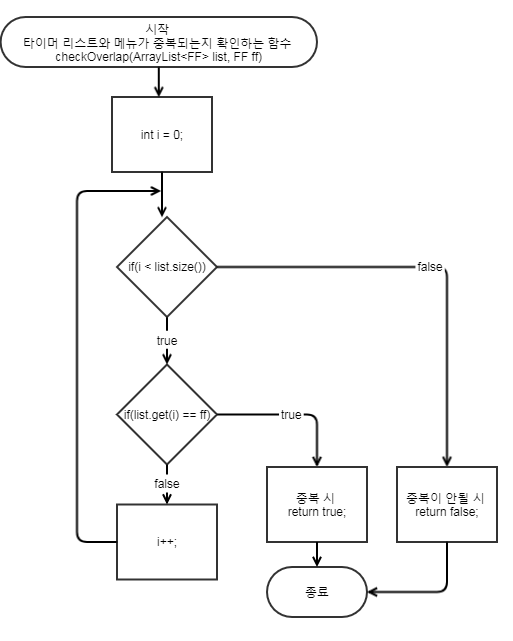 시작
타이머 리스트와 메뉴가 중복되는지 확인하는 함수
checkOverlap(ArrayList<FF> list, FF ff)
int i = 0;
if(i < list.size())
false
true
if(list.get(i) == ff)
true
false
중복 시
return true;
중복이 안될 시
return false;
i++;
종료